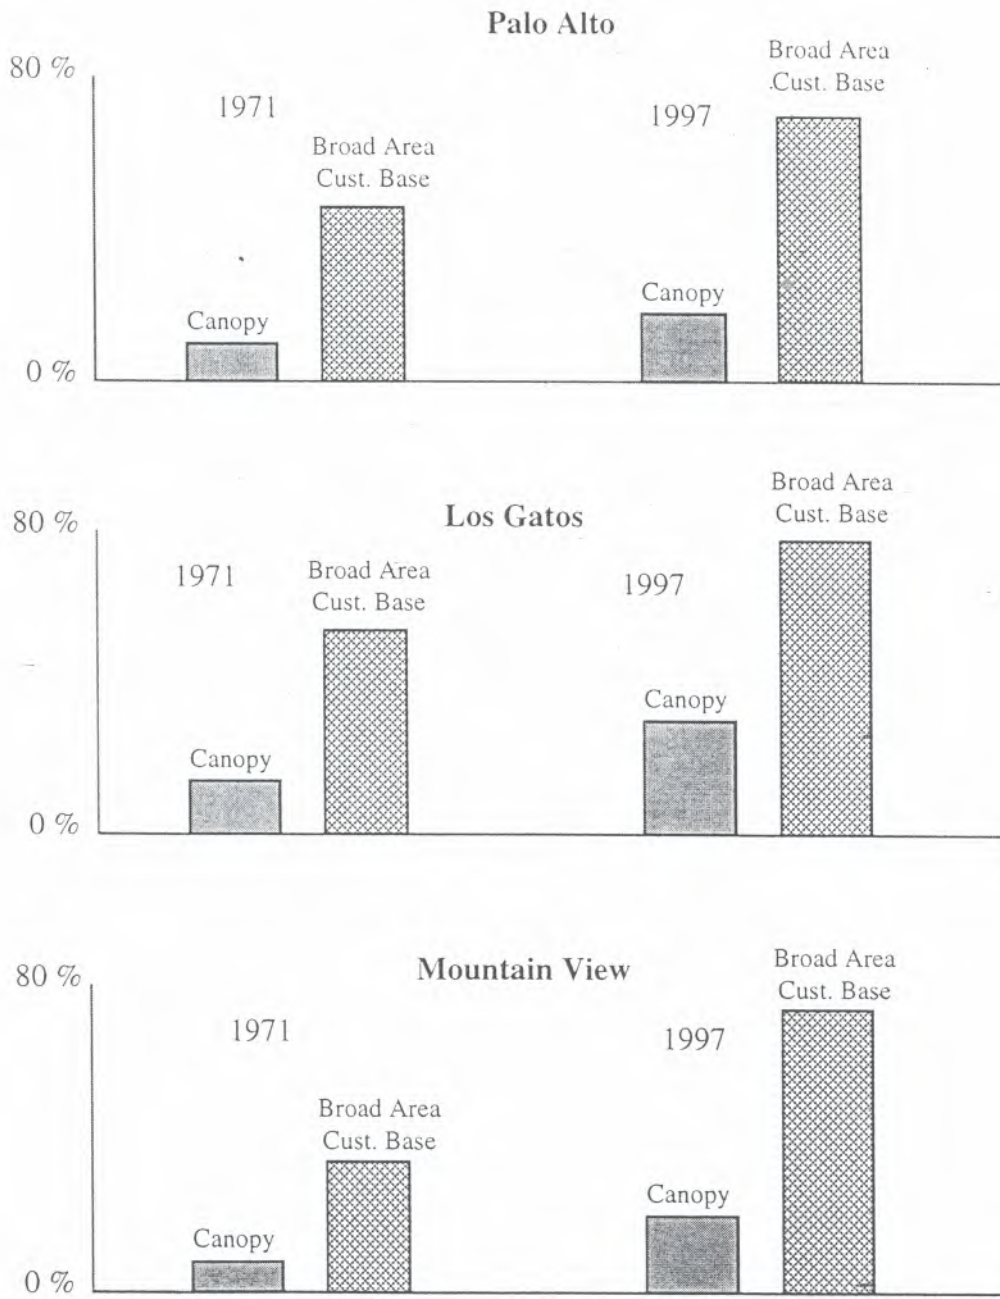 Palo Alto
80 %
1971
Broad Area
Cust. Base
Canopy
1997
Broad Area
Cust. Base
Canopy
0 %
Los Gatos
80 %
1971
Broad Area
Cust. Base
Canopy
1997
Broad Area
Cust. Base
Canopy
0 %
Mountain View
80 %
1971
Broad Area
Cust. Base
Canopy
1997
Broad Area
Cust. Base
Canopy
0 %